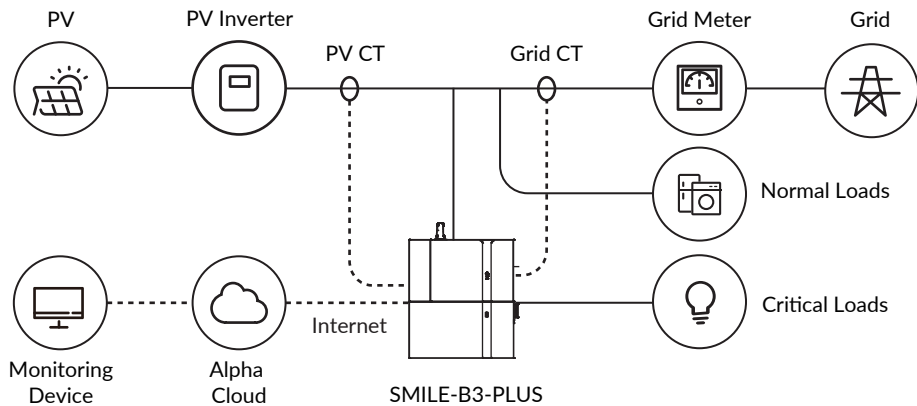 PV
PV Inverter
PV CT
Grid CT
Grid Meter
Grid
Normal Loads
Critical Loads
Internet
Monitoring
Device
Alpha
Cloud
SMILE-B3-PLUS